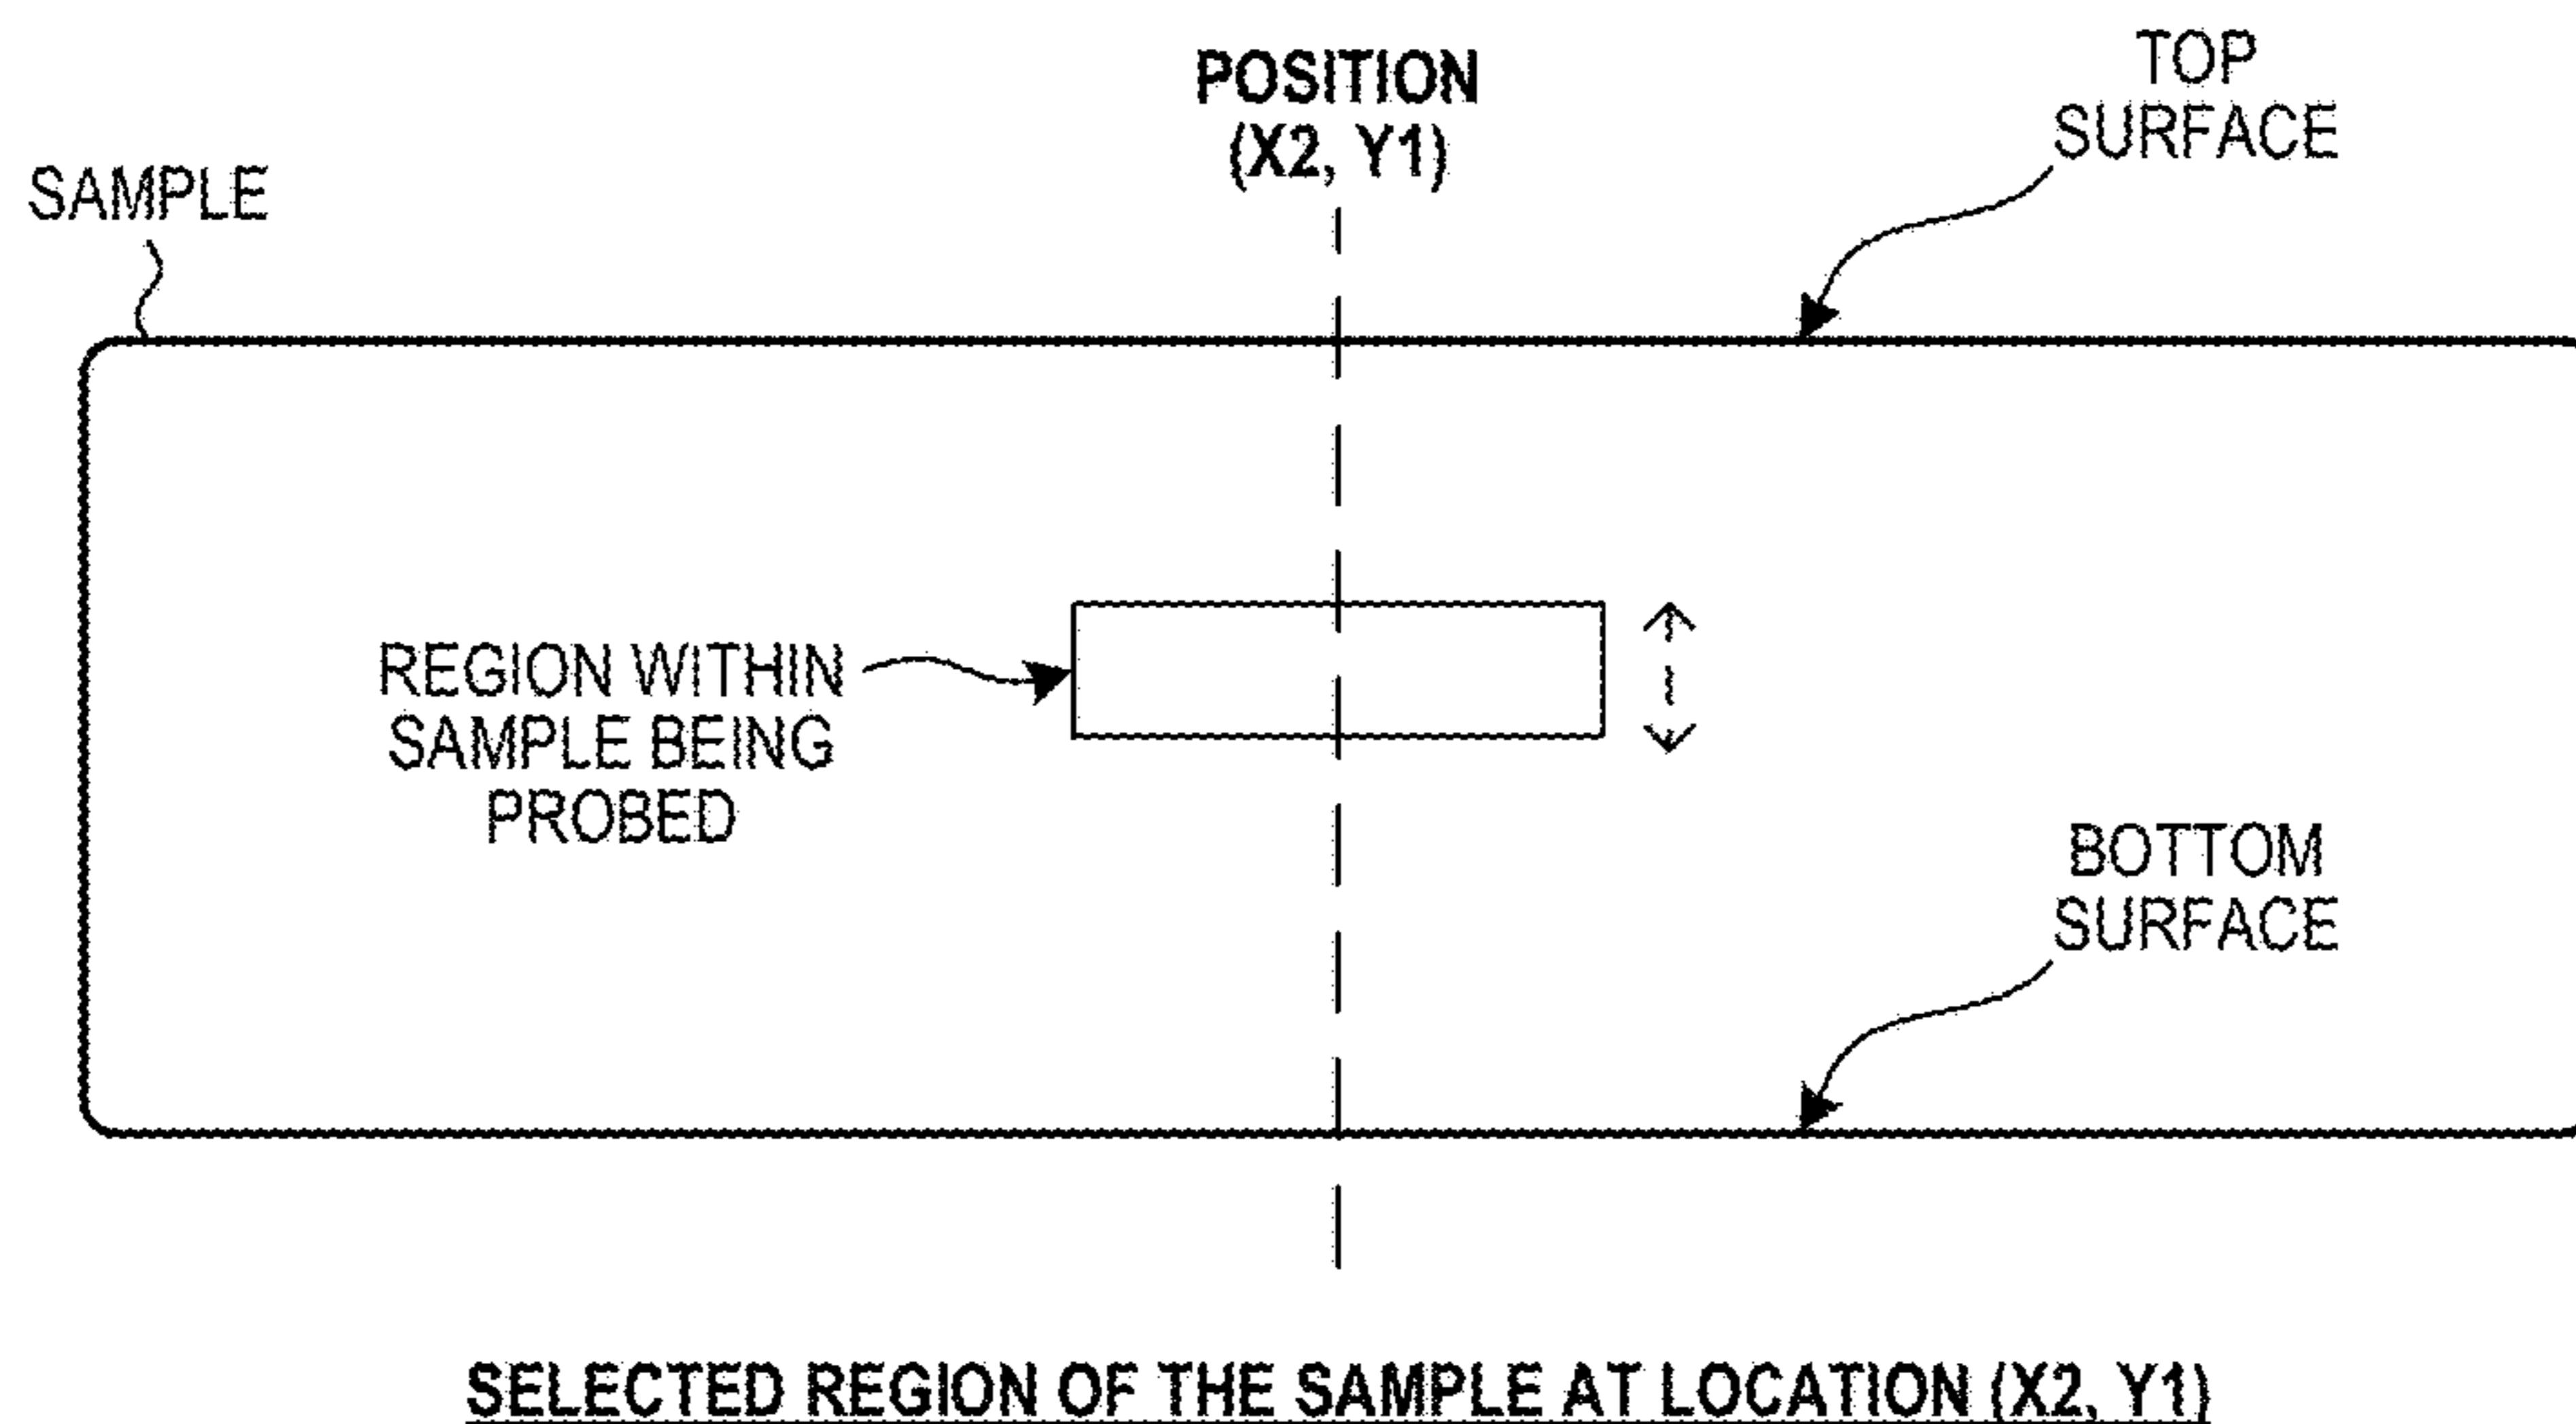 POSITION
(X2, Y1)
TOP
SURFACE
SAMPLE
REGION WITHIN
SAMPLE BEING
PROBED
BOTTOM
SURFACE
SELECTED REGION OF THE SAMPLE AT LOCATION (X2, Y1)